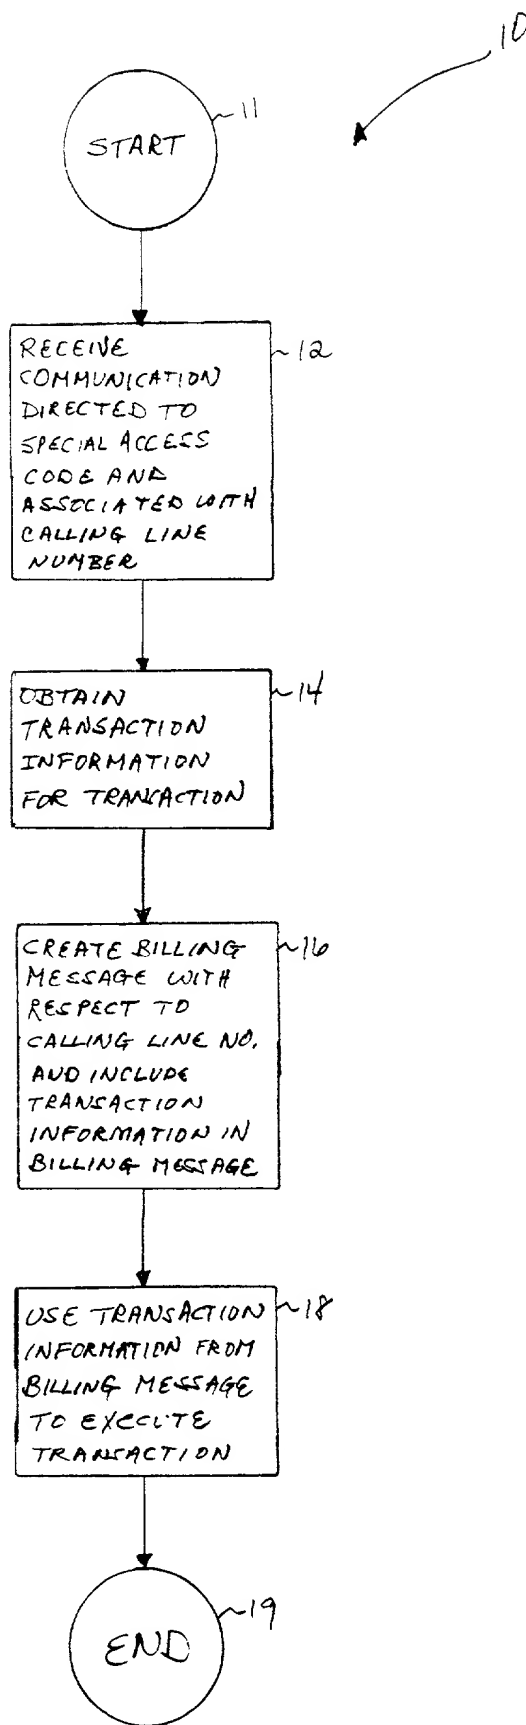 10
11
START
12
RECEIVE
COMMUNICATION
DIRECTED TO
SPECIAL ACCESS
CODE AND
ASSOCIATED WITH
CALLING LINE
NUMBER
14
OBTAIN
TRANSACTION
INFORMATION
FOR TRANSACTION
16
CREATE BILLING
MESSAGE WITH
RESPECT TO
CALLING LINE NO.
AND INCLUDE
TRANSACTION
INFORMATION IN
BILLING MESSAGE
18
USE TRANSACTION
INFORMATION FROM
BILLING MESSAGE
TO EXECUTE
TRANSACTION
19
END